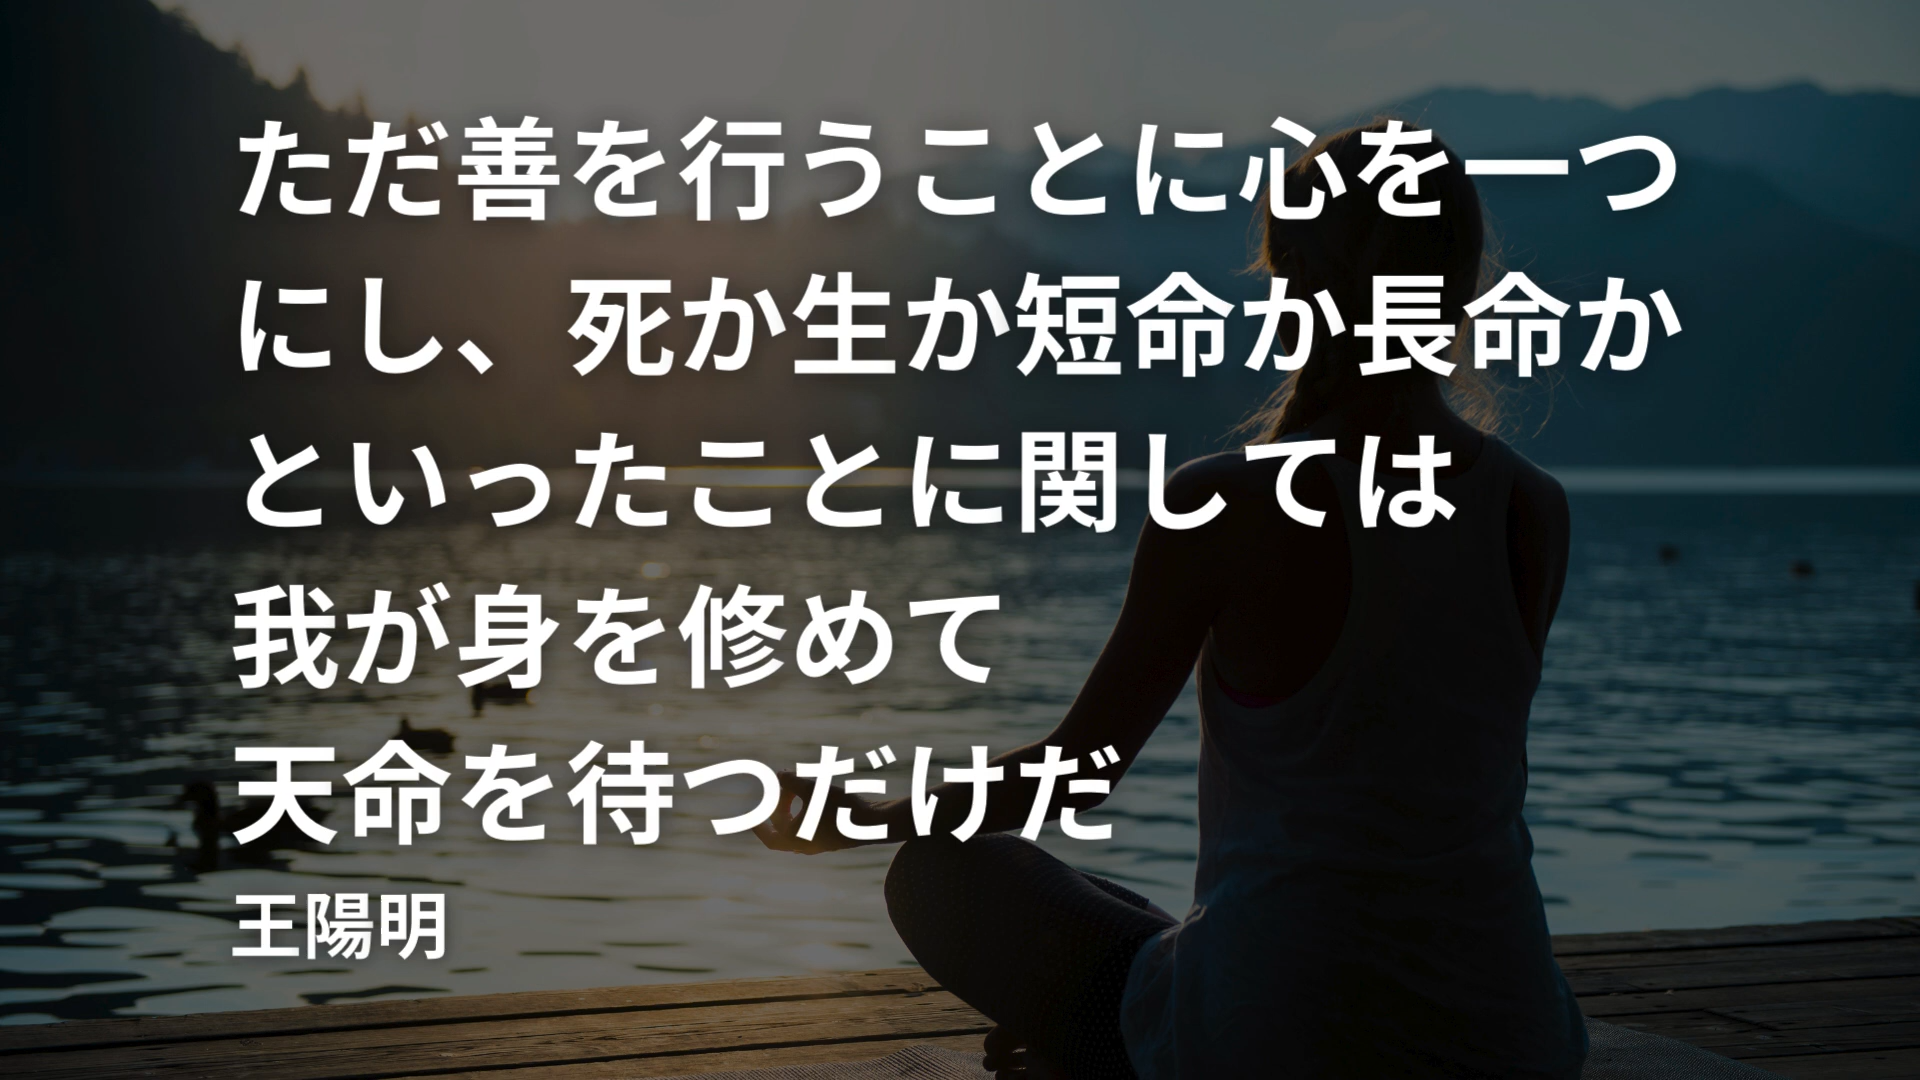 ただ善を行うことに心を一つ
にし、死か生か短命か長命か
といったことに関しては
我が身を修めて
天命を待つだけだ
王陽明